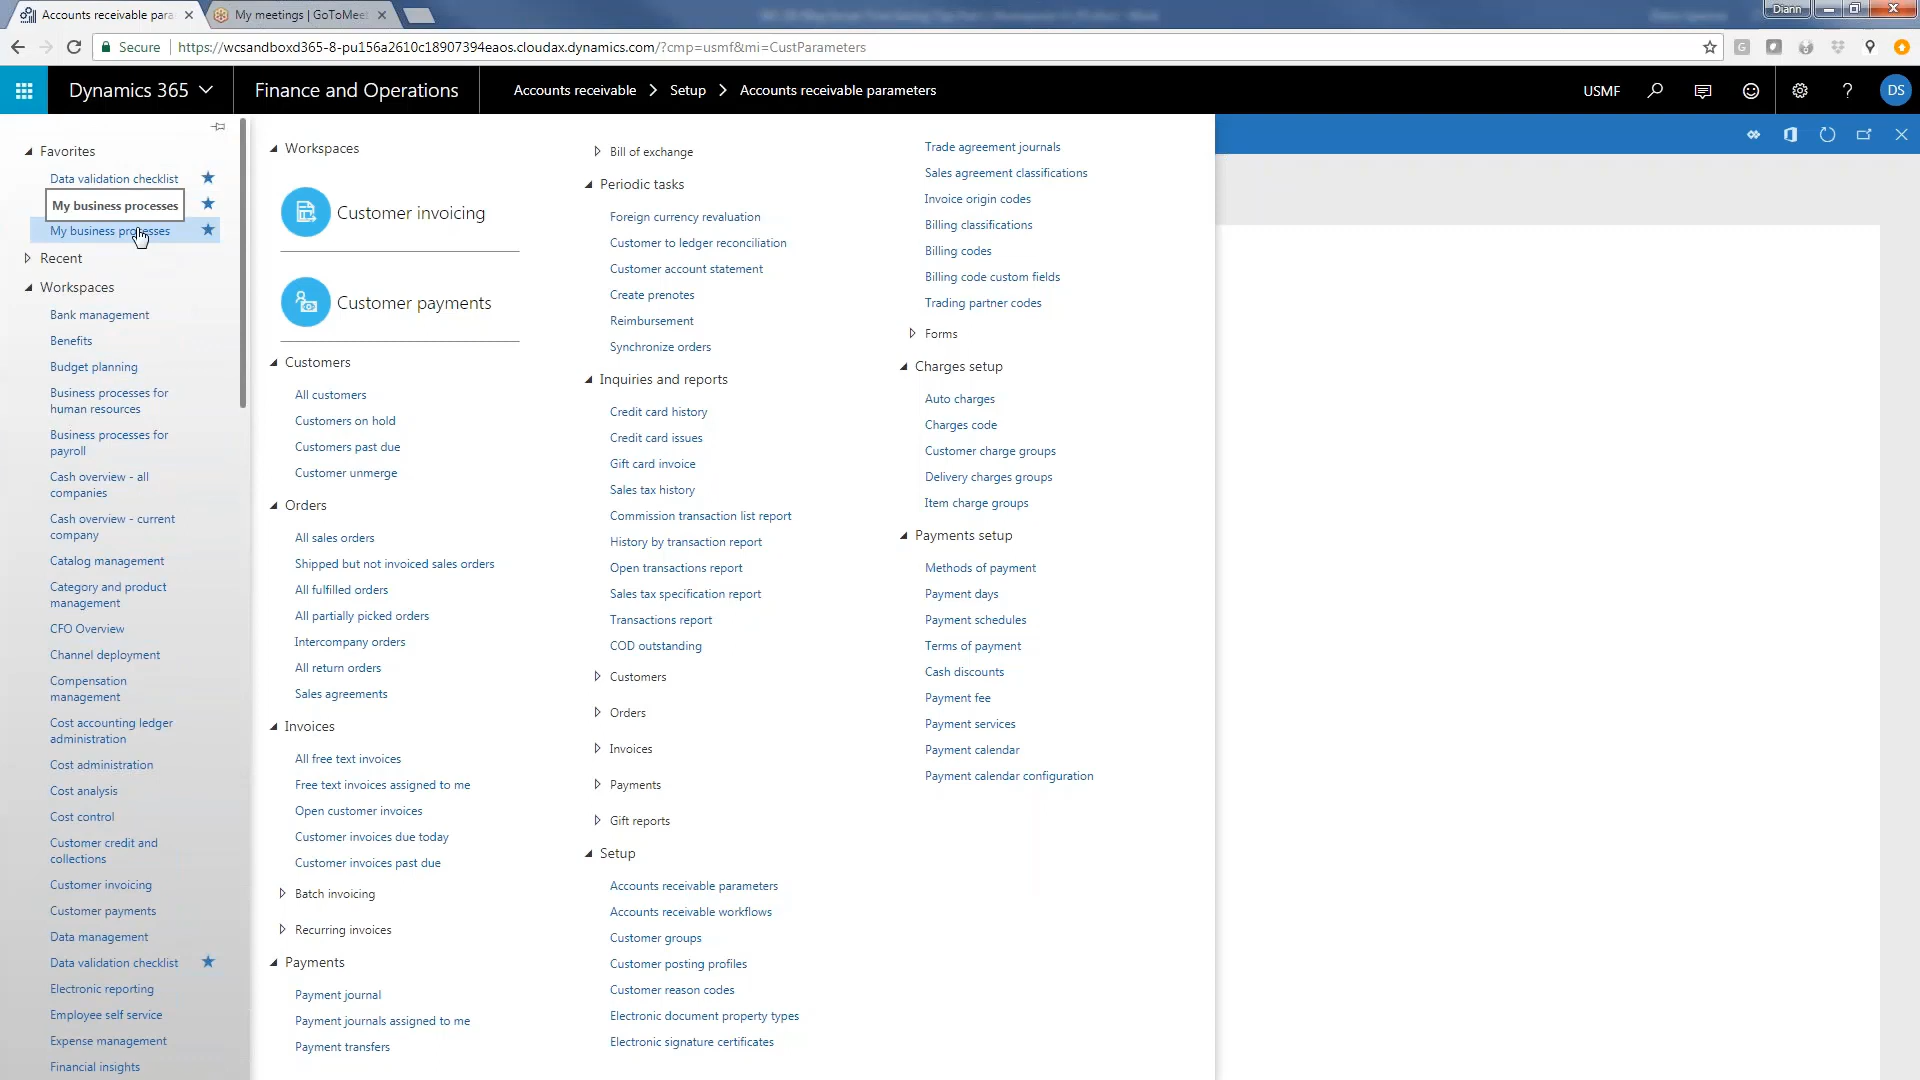 Accounts receivable para
My meetings | GoToMee
Diann
Secure
https://wcsandboxd365-8-pu156a2610c18907394eaos.cloudax.dynamics.com/?cmp=usmf&mi=CustParameters
Dynamics 365
Finance and Operations
Accounts receivable
Setup
Accounts receivable parameters
USMF
DS
Favorites
Data validation checklist
My business processes
My business processes
Recent
Workspaces
Bank management
Benefits
Budget planning
Business processes for
human resources
Business processes for
payroll
Cash overview - all
companies
Cash overview - current
company
Catalog management
Category and product
management
CFO Overview
Channel deployment
Compensation
management
Cost accounting ledger
administration
Cost administration
Cost analysis
Cost control
Customer credit and
collections
Customer invoicing
Customer payments
Data management
Data validation checklist
Electronic reporting
Employee self service
Expense management
Financial insights
Workspaces
Customer invoicing
Customer payments
Customers
All customers
Customers on hold
Customers past due
Customer unmerge
Orders
All sales orders
Shipped but not invoiced sales orders
All fulfilled orders
All partially picked orders
Intercompany orders
All return orders
Sales agreements
Invoices
All free text invoices
Free text invoices assigned to me
Open customer invoices
Customer invoices due today
Customer invoices past due
Batch invoicing
Recurring invoices
Payments
Payment journal
Payment journals assigned to me
Payment transfers
Bill of exchange
Periodic tasks
Foreign currency revaluation
Customer to ledger reconciliation
Customer account statement
Create prenotes
Reimbursement
Synchronize orders
Inquiries and reports
Credit card history
Credit card issues
Gift card invoice
Sales tax history
Commission transaction list report
History by transaction report
Open transactions report
Sales tax specification report
Transactions report
COD outstanding
Customers
Orders
Invoices
Payments
Gift reports
Setup
Accounts receivable parameters
Accounts receivable workflows
Customer groups
Customer posting profiles
Customer reason codes
Electronic document property types
Electronic signature certificates
Trade agreement journals
Sales agreement classifications
Invoice origin codes
Billing classifications
Billing codes
Billing code custom fields
Trading partner codes
Forms
Charges setup
Auto charges
Charges code
Customer charge groups
Delivery charges groups
Item charge groups
Payments setup
Methods of payment
Payment days
Payment schedules
Terms of payment
Cash discounts
Payment fee
Payment services
Payment calendar
Payment calendar configuration